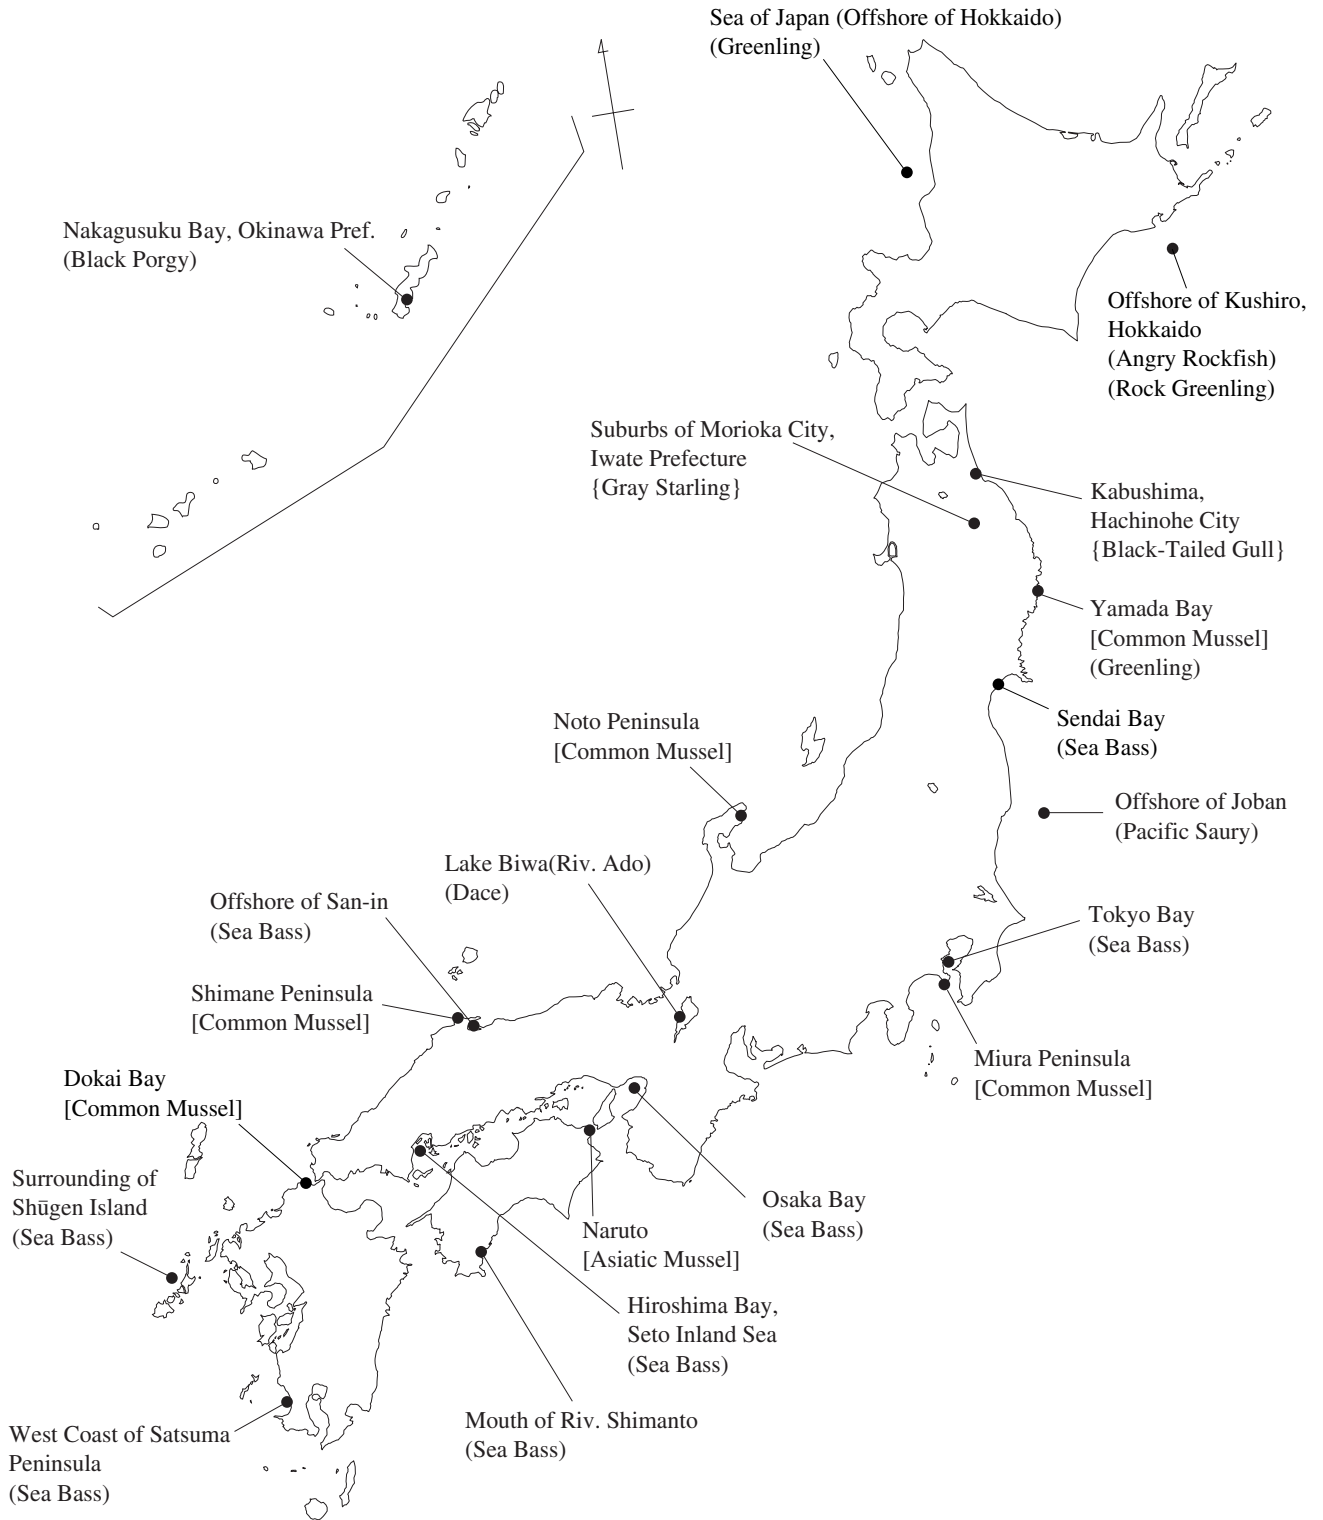 Sea of Japan (Offshore of Hokkaido)
(Greenling)
Nakagusuku Bay, Okinawa Pref.
(Black Porgy)
Offshore of Kushiro,
Hokkaido
(Angry Rockfish)
(Rock Greenling)
Suburbs of Morioka City,
Iwate Prefecture
{Gray Starling}
Kabushima,
Hachinohe City
{Black-Tailed Gull}
Yamada Bay
[Common Mussel]
(Greenling)
Sendai Bay
(Sea Bass)
Noto Peninsula
[Common Mussel]
Offshore of Joban
(Pacific Saury)
Lake Biwa(Riv. Ado)
(Dace)
Offshore of San-in
(Sea Bass)
Tokyo Bay
(Sea Bass)
Shimane Peninsula
[Common Mussel]
Miura Peninsula
[Common Mussel]
Dokai Bay
[Common Mussel]
Surrounding of
Shūgen Island
(Sea Bass)
Osaka Bay
(Sea Bass)
Naruto
[Asiatic Mussel]
Hiroshima Bay,
Seto Inland Sea
(Sea Bass)
Mouth of Riv. Shimanto
(Sea Bass)
West Coast of Satsuma
Peninsula
(Sea Bass)